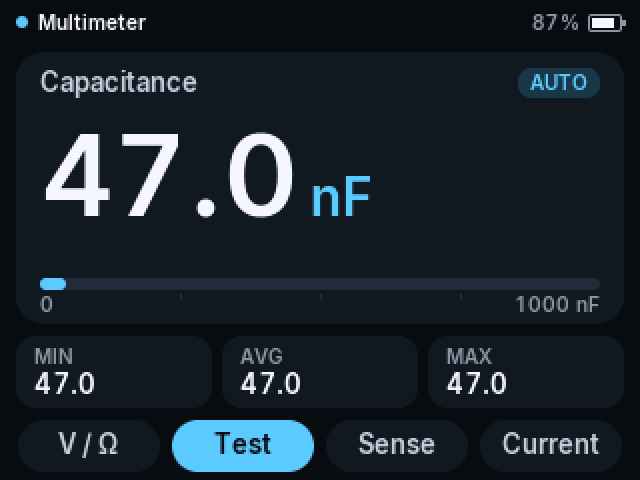 Multimeter 87%
Capacitance AUTO
47.0 nF
0 1000 nF
MIN AVG MAX
47.0 47.0 47.0
V / Ω Test Sense Current